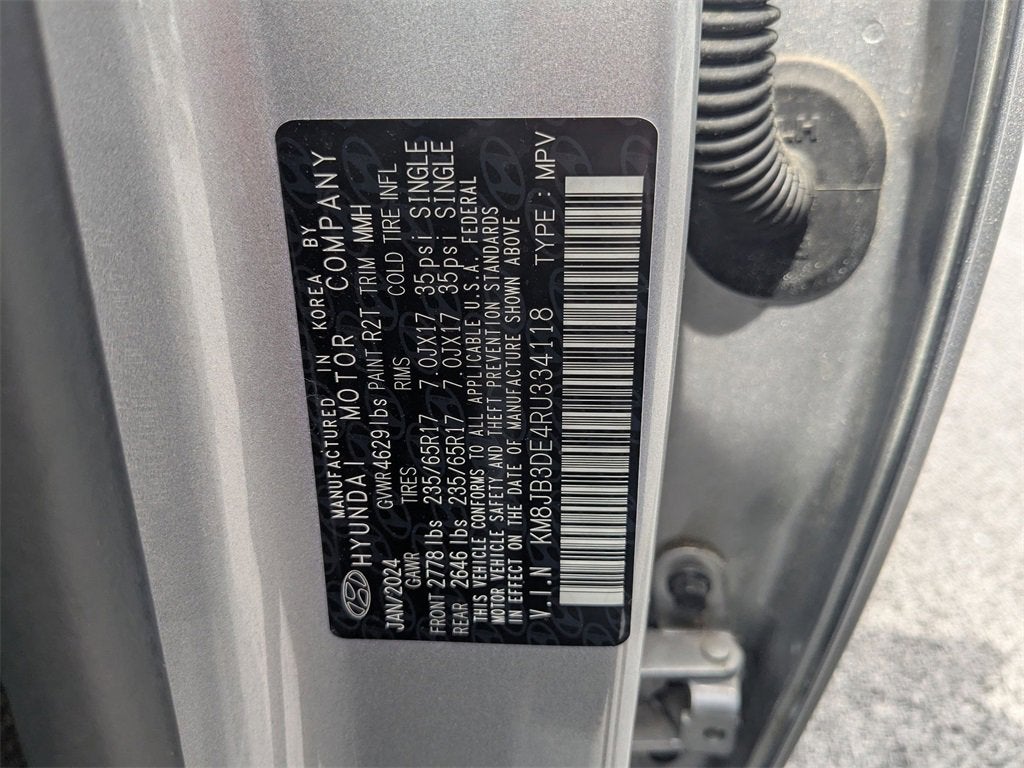 MANUFACTURED IN KOREA BY
HYUNDAI MOTOR COMPANY
JAN/2024 GVWR4629lbs PAINT R2T TRIM MMH
GAWR TIRES RIMS COLD TIRE INFL
FRONT 2778 lbs 235/65R17 7.0JX17 35psi SINGLE
REAR 2646 lbs 235/65R17 7.0JX17 35psi SINGLE
THIS VEHICLE CONFORMS TO ALL APPLICABLE U.S.A. FEDERAL
MOTOR VEHICLE SAFETY AND THEFT PREVENTION STANDARDS
IN EFFECT ON THE DATE OF MANUFACTURE SHOWN ABOVE
V.I.N KM8JB3DE4RU334118 TYPE : MPV
LH